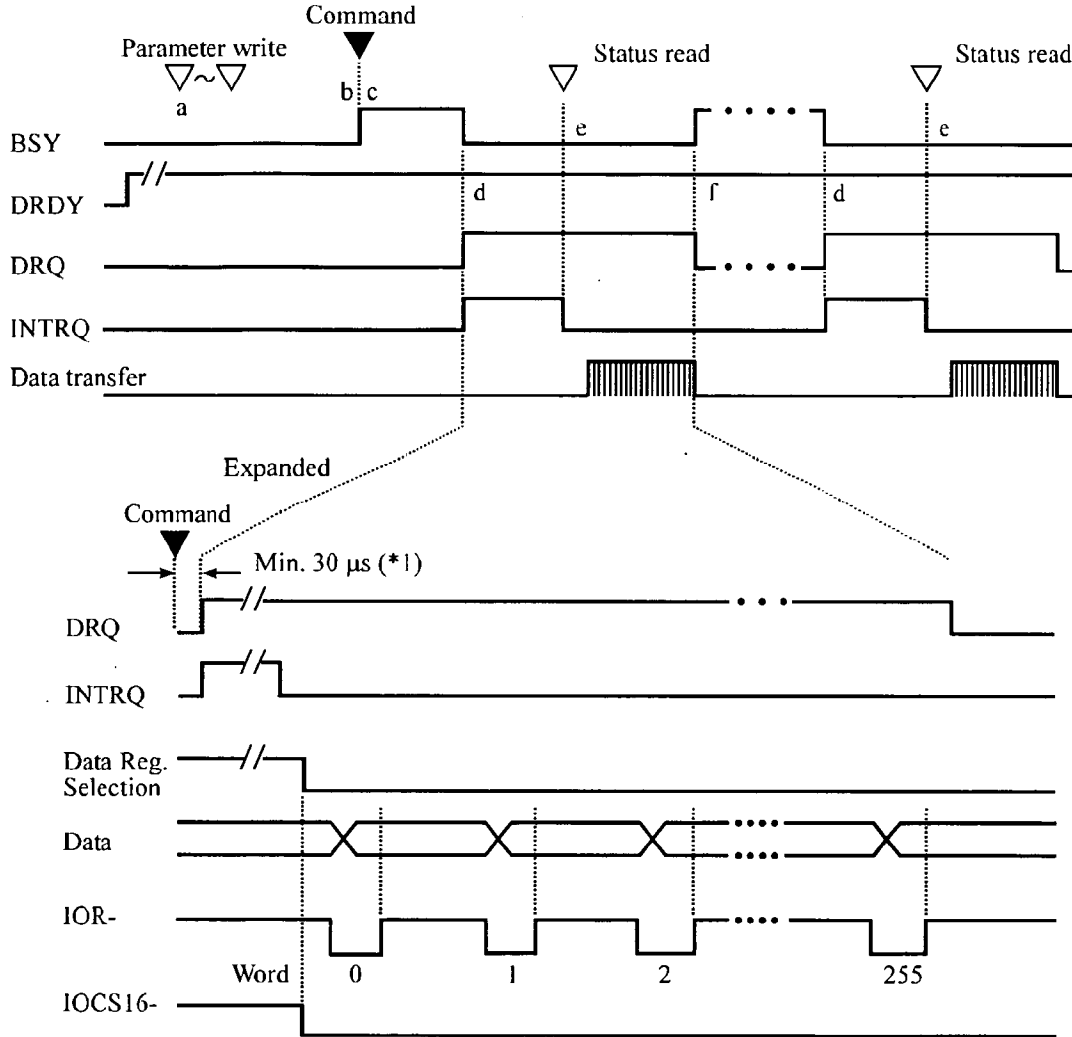 Command
Parameter write
Status read
Status read
a
b c
e
e
BSY
DRDY
d
f
d
DRQ
INTRQ
Data transfer
Expanded
Command
Min. 30 μs (*1)
DRQ
INTRQ
Data Reg.
Selection
Data
IOR-
Word 0 1 2 255
IOCS16-